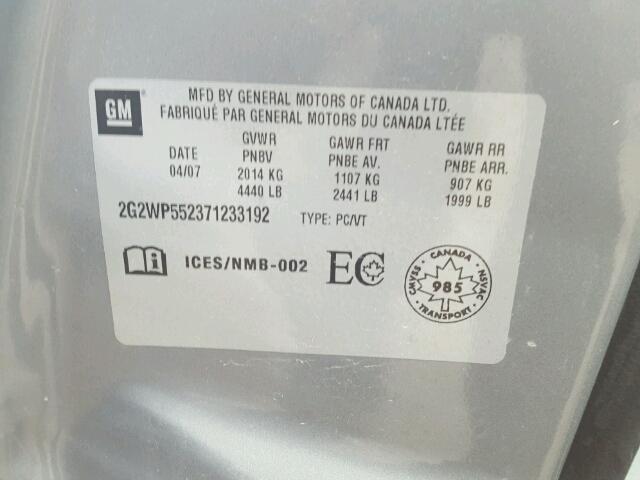 GM
MFD BY GENERAL MOTORS OF CANADA LTD.
FABRIQUÉ PAR GENERAL MOTORS DU CANADA LTÉE
GVWR GAWR FRT GAWR RR
DATE PNBV PNBE AV. PNBE ARR.
04/07 2014 KG 1107 KG 907 KG
4440 LB 2441 LB 1999 LB
2G2WP552371233192 TYPE: PC/VT
ICES/NMB-002 EC
CANADA
CMVSS 985 NSVAC
TRANSPORT